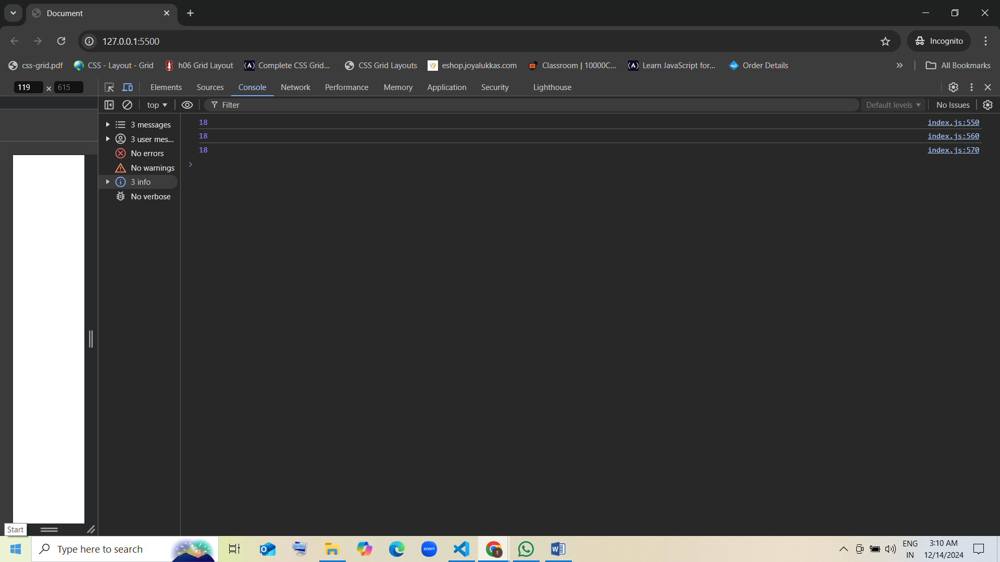 Document
127.0.0.1:5500
Incognito
css-grid.pdf
CSS - Layout - Grid
h06 Grid Layout
Complete CSS Grid...
CSS Grid Layouts
eshop.joyalukkas.com
Classroom | 10000C...
Learn JavaScript for...
Order Details
All Bookmarks
119 × 615
Elements
Sources
Console
Network
Performance
Memory
Application
Security
Lighthouse
top
Filter
Default levels
No Issues
3 messages
3 user mes...
No errors
No warnings
3 info
No verbose
18 index.js:550
18 index.js:560
18 index.js:570
Start
Type here to search
zoom
ENG
IN
3:10 AM
12/14/2024